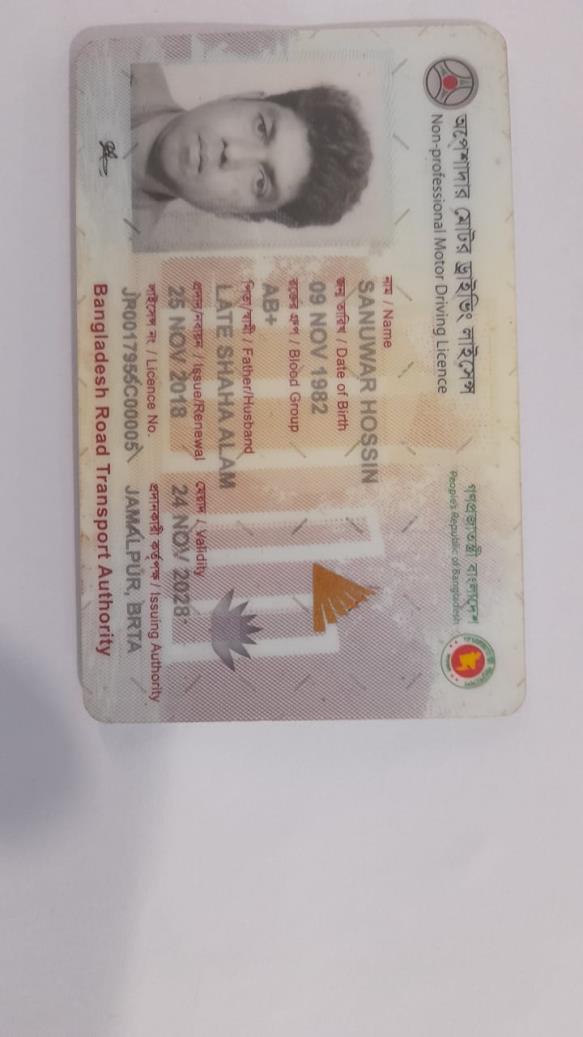 অপেশাদার মোটর ড্রাইভিং লাইসেন্স
Non-professional Motor Driving Licence
গণপ্রজাতন্ত্রী বাংলাদেশ
People's Republic of Bangladesh
নাম / Name
SANUWAR HOSSIN
জন্ম তারিখ / Date of Birth
09 NOV 1982
রক্তের গ্রুপ / Blood Group
AB+
পিতা/স্বামী / Father/Husband
LATE SHAHA ALAM
প্রদান/নবায়ন / Issue/Renewal
25 NOV 2018
মেয়াদ / Validity
24 NOV 2028
লাইসেন্স নং / Licence No.
প্রদানকারী কর্তৃপক্ষ / Issuing Authority
JAMALPUR, BRTA
Bangladesh Road Transport Authority